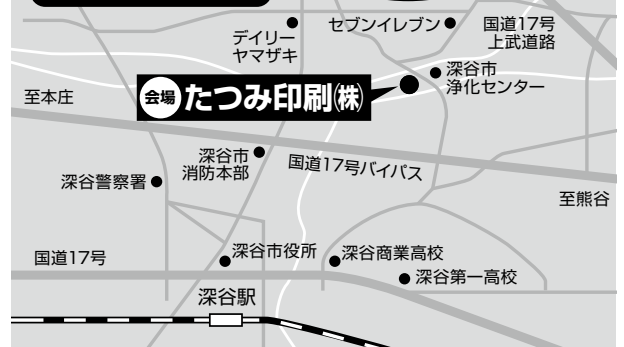 デイリー
ヤマザキ
セブンイレブン
国道17号
上武道路
深谷市
浄化センター
至本庄
会場 たつみ印刷㈱
深谷市
消防本部
国道17号バイパス
深谷警察署
至熊谷
国道17号
深谷市役所
深谷商業高校
深谷第一高校
深谷駅